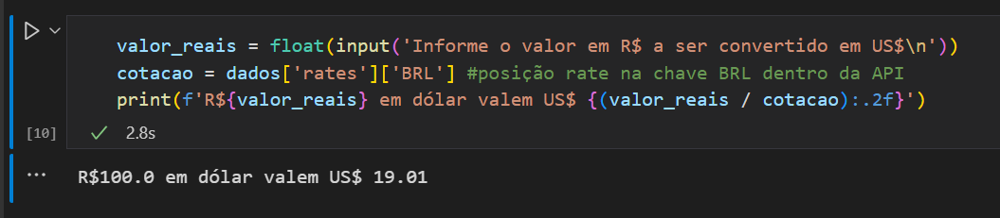 valor_reais = float(input('Informe o valor em R$ a ser convertido em US$\n'))
cotacao = dados['rates']['BRL'] #posição rate na chave BRL dentro da API
print(f'R${valor_reais} em dólar valem US$ {(valor_reais / cotacao):.2f}')
[10] 2.8s
R$100.0 em dólar valem US$ 19.01